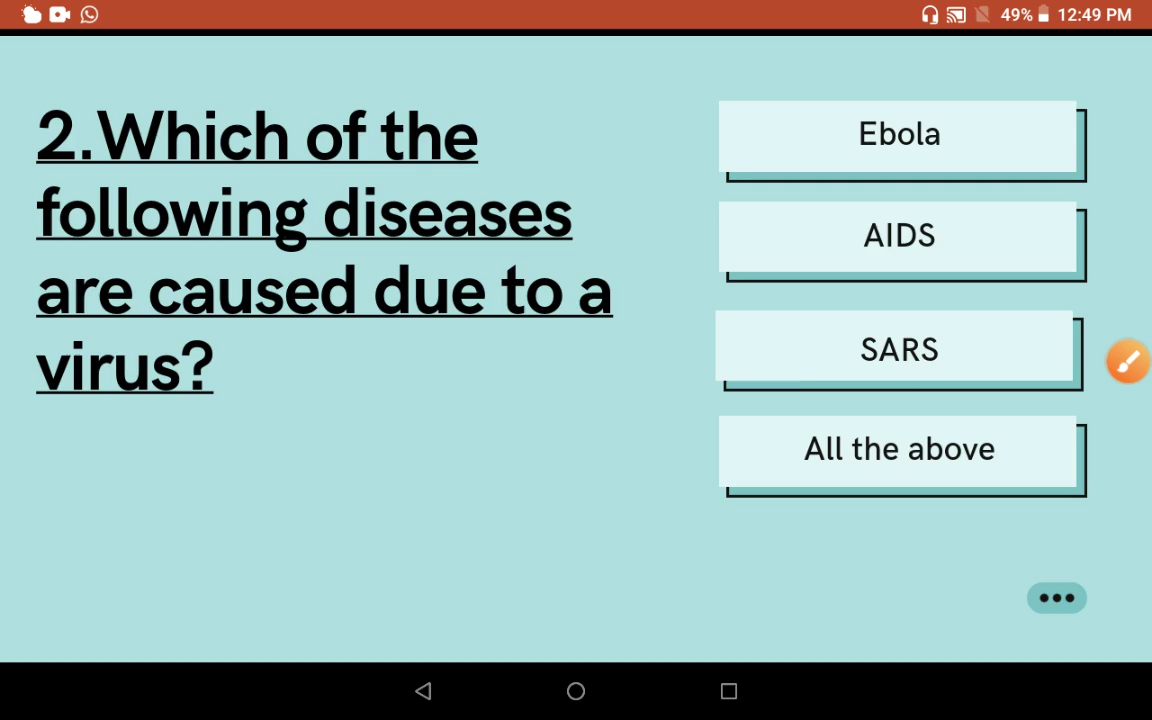 49% 12:49 PM
2.Which of the
following diseases
are caused due to a
virus?
Ebola
AIDS
SARS
All the above